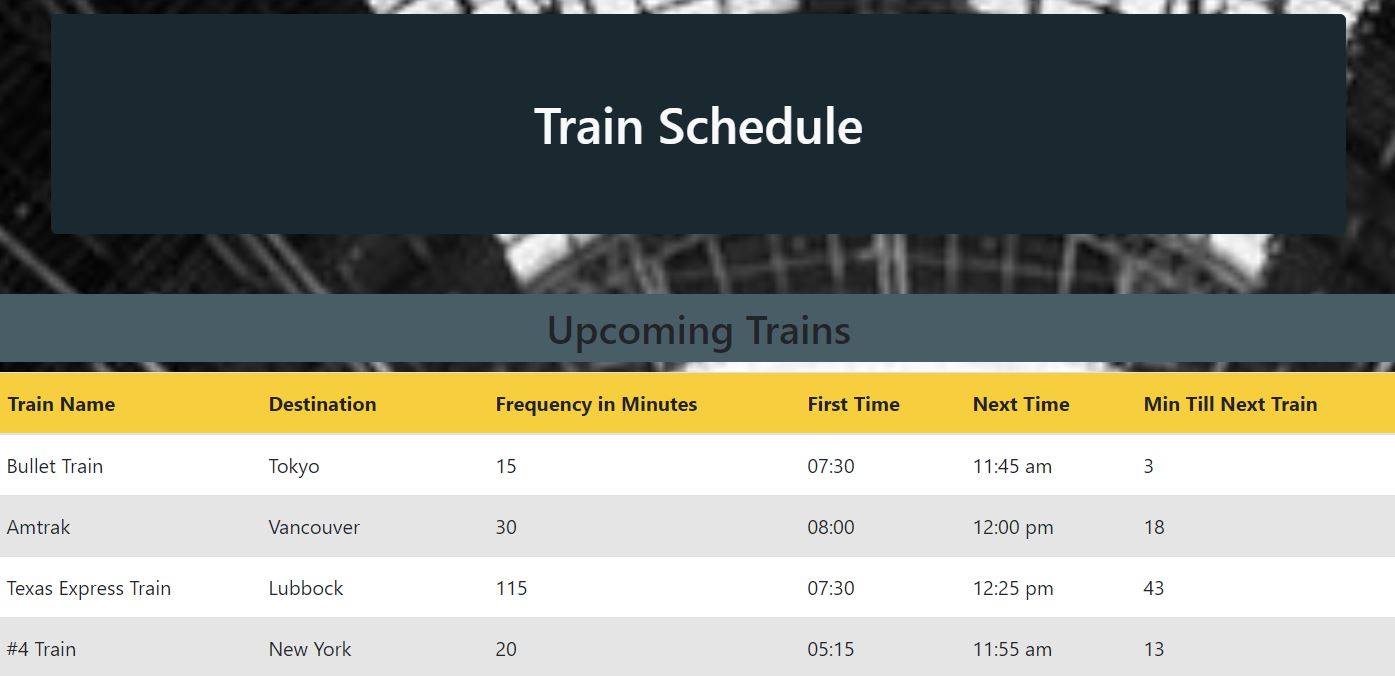 Train Schedule
Upcoming Trains
Train Name Destination Frequency in Minutes First Time Next Time Min Till Next Train
Bullet Train Tokyo 15 07:30 11:45 am 3
Amtrak Vancouver 30 08:00 12:00 pm 18
Texas Express Train Lubbock 115 07:30 12:25 pm 43
#4 Train New York 20 05:15 11:55 am 13